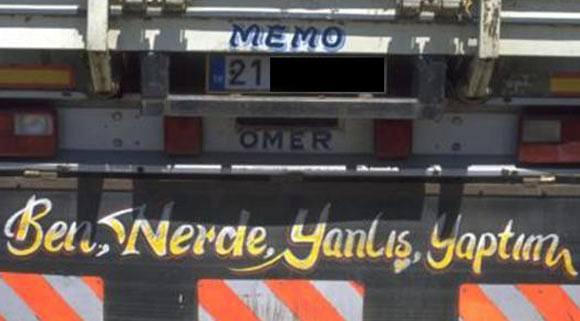 MEMO
21
OMER
Ben, Nerde, Yanlış, Yaptım